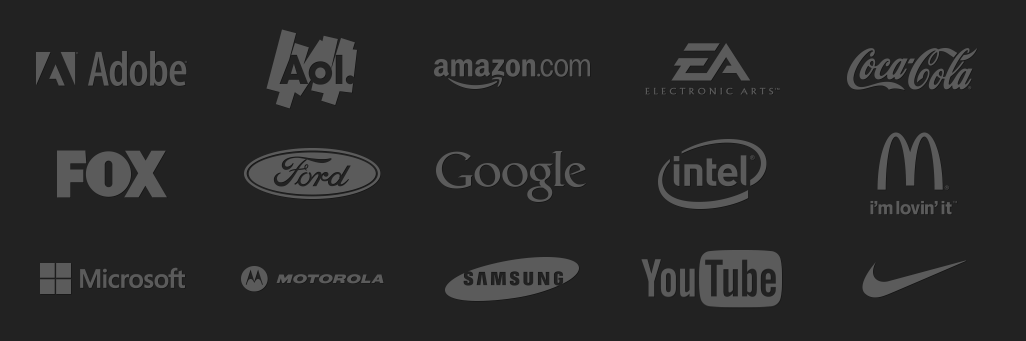 Adobe
Aol.
amazon.com
EA
ELECTRONIC ARTS™
Coca-Cola
FOX
Ford
Google
intel®
M
i'm lovin' it™
Microsoft
M MOTOROLA
SAMSUNG
YouTube